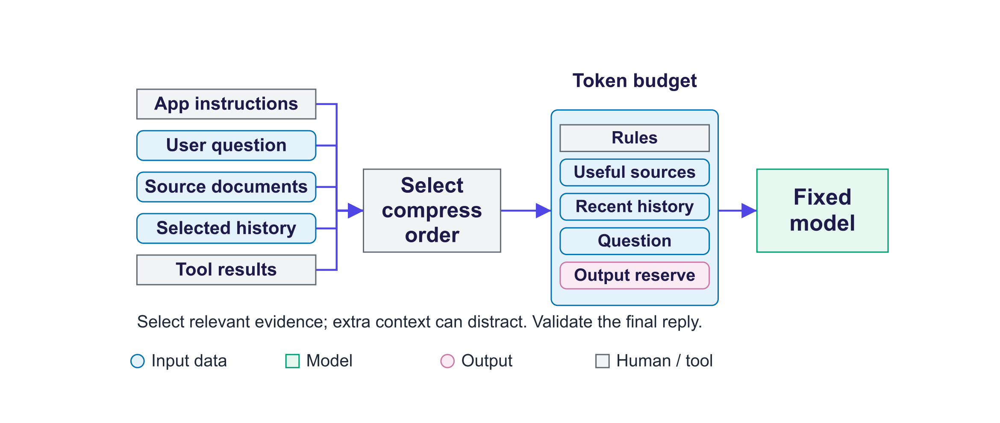 App instructions
User question
Source documents
Selected history
Tool results
Select
compress
order
Token budget
Rules
Useful sources
Recent history
Question
Output reserve
Fixed
model
Select relevant evidence; extra context can distract. Validate the final reply.
Input data
Model
Output
Human / tool